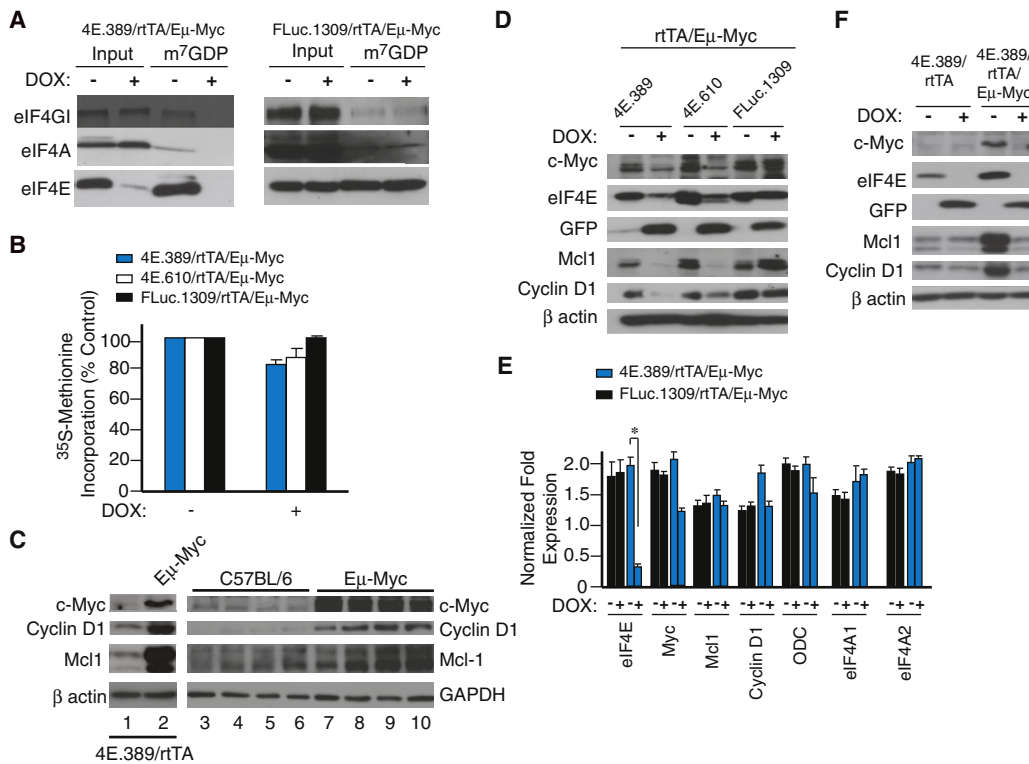 A
4E.389/rtTA/Eμ-Myc
Input m⁷GDP
DOX: - + - +
eIF4GI
eIF4A
eIF4E
FLuc.1309/rtTA/Eμ-Myc
Input m⁷GDP
- + - +
B
4E.389/rtTA/Eμ-Myc
4E.610/rtTA/Eμ-Myc
FLuc.1309/rtTA/Eμ-Myc
³⁵S-Methionine
Incorporation (% Control)
100
80
60
40
20
0
DOX: - +
C
Eμ-Myc
C57BL/6 Eμ-Myc
c-Myc c-Myc
Cyclin D1 Cyclin D1
Mcl1 Mcl-1
β actin GAPDH
1 2 3 4 5 6 7 8 9 10
4E.389/rtTA
D
rtTA/Eμ-Myc
4E.389 4E.610 FLuc.1309
DOX: - + - + - +
c-Myc
eIF4E
GFP
Mcl1
Cyclin D1
β actin
E
4E.389/rtTA/Eμ-Myc
FLuc.1309/rtTA/Eμ-Myc
*
Normalized Fold
Expression
2.0
1.5
1.0
0.5
0
DOX: -+-+ -+-+ -+-+ -+-+ -+-+ -+-+ -+-+
eIF4E Myc Mcl1 Cyclin D1 ODC eIF4A1 eIF4A2
F
4E.389/
rtTA
4E.389/
rtTA/
Eμ-Myc
DOX: - + - +
c-Myc
eIF4E
GFP
Mcl1
Cyclin D1
β actin